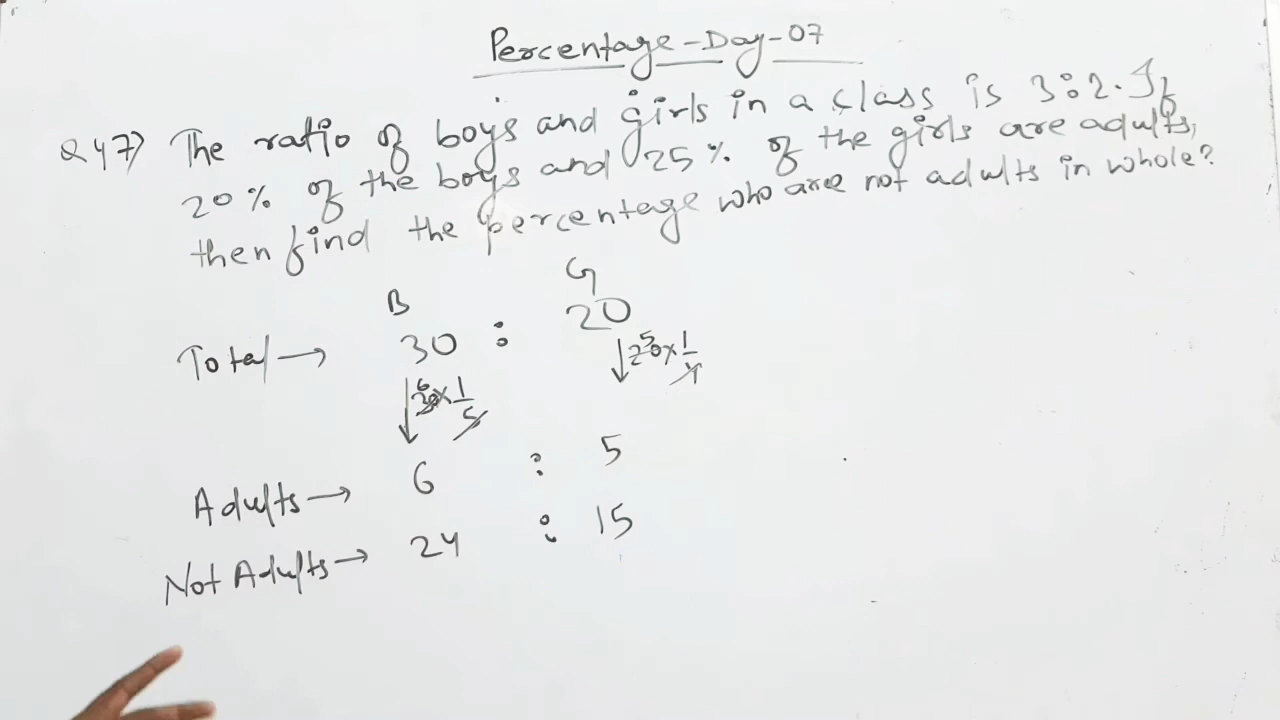 Percentage-Day-07
Q47) The ratio of boys and girls in a class is 3:2. If
20% of the boys and 25% of the girls are adults,
then find the percentage who are not adults in whole?
B G
Total → 30 : 20
↓ 30 × 1/5 ↓ 20 × 1/4
6 5
Adults → 6 : 5
Not Adults → 24 : 15